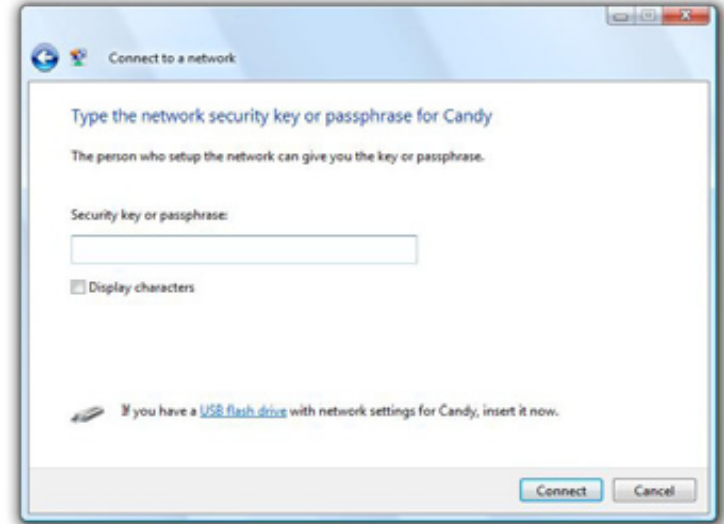 Connect to a network
Type the network security key or passphrase for Candy
The person who setup the network can give you the key or passphrase.
Security key or passphrase:
Display characters
If you have a USB flash drive with network settings for Candy, insert it now.
Connect Cancel